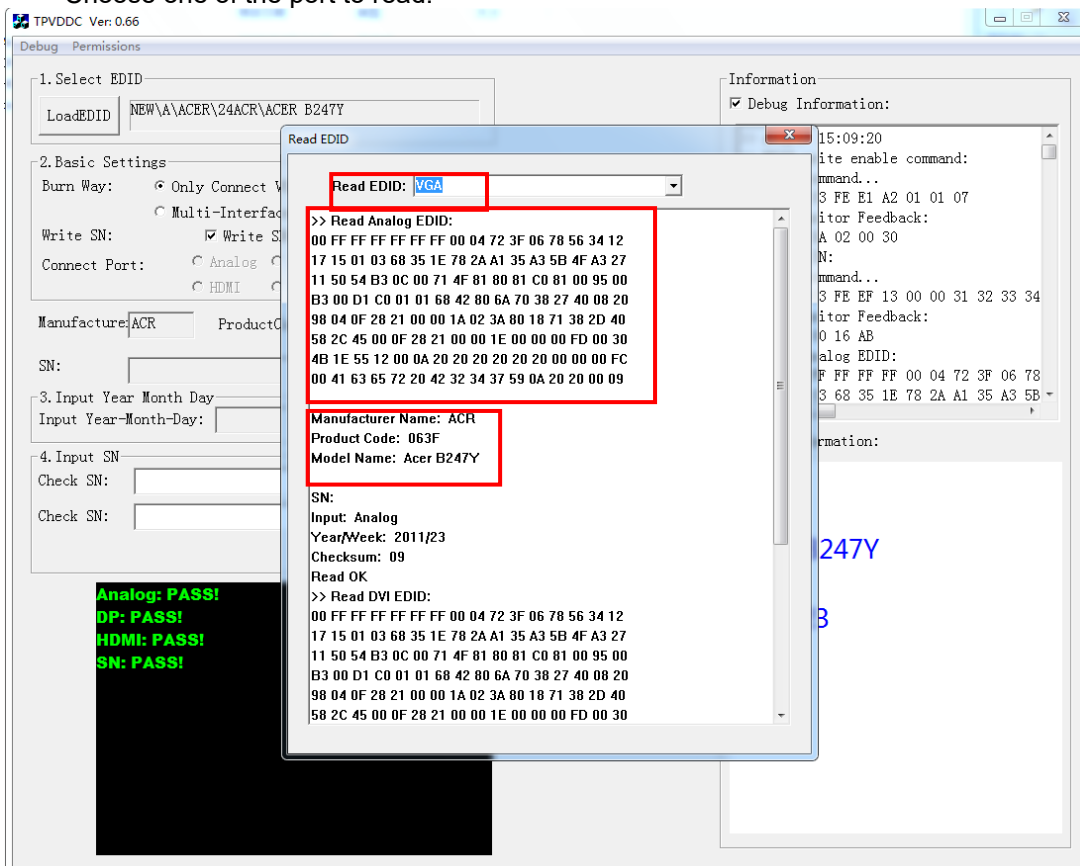 Choose one of the port to read.
TPVDDC Ver: 0.66
Debug Permissions
1. Select EDID
LoadEDID NEW\A\ACER\24ACR\ACER B247Y
2. Basic Settings
Burn Way: Only Connect V
Multi-Interfac
Write SN: Write S
Connect Port: Analog
HDMI
Manufacture: ACR ProductC
SN:
3. Input Year Month Day
Input Year-Month-Day:
4. Input SN
Check SN:
Check SN:
Analog: PASS!
DP: PASS!
HDMI: PASS!
SN: PASS!
Read EDID
Read EDID: VGA
>> Read Analog EDID:
00 FF FF FF FF FF FF 00 04 72 3F 06 78 56 34 12
17 15 01 03 68 35 1E 78 2A A1 35 A3 5B 4F A3 27
11 50 54 B3 0C 00 71 4F 81 80 81 C0 81 00 95 00
B3 00 D1 C0 01 01 68 42 80 6A 70 38 27 40 08 20
98 04 0F 28 21 00 00 1A 02 3A 80 18 71 38 2D 40
58 2C 45 00 0F 28 21 00 00 1E 00 00 00 FD 00 30
4B 1E 55 12 00 0A 20 20 20 20 20 20 00 00 00 FC
00 41 63 65 72 20 42 32 34 37 59 0A 20 20 00 09
Manufacturer Name: ACR
Product Code: 063F
Model Name: Acer B247Y
SN:
Input: Analog
Year/Week: 2011/23
Checksum: 09
Read OK
>> Read DVI EDID:
00 FF FF FF FF FF FF 00 04 72 3F 06 78 56 34 12
17 15 01 03 68 35 1E 78 2A A1 35 A3 5B 4F A3 27
11 50 54 B3 0C 00 71 4F 81 80 81 C0 81 00 95 00
B3 00 D1 C0 01 01 68 42 80 6A 70 38 27 40 08 20
98 04 0F 28 21 00 00 1A 02 3A 80 18 71 38 2D 40
58 2C 45 00 0F 28 21 00 00 1E 00 00 00 FD 00 30
Information
Debug Information:
15:09:20
ite enable command:
mmand...
3 FE E1 A2 01 01 07
itor Feedback:
A 02 00 30
N:
mmand...
3 FE EF 13 00 00 31 32 33 34
itor Feedback:
0 16 AB
alog EDID:
F FF FF FF 00 04 72 3F 06 78
3 68 35 1E 78 2A A1 35 A3 5B
rmation:
247Y
3